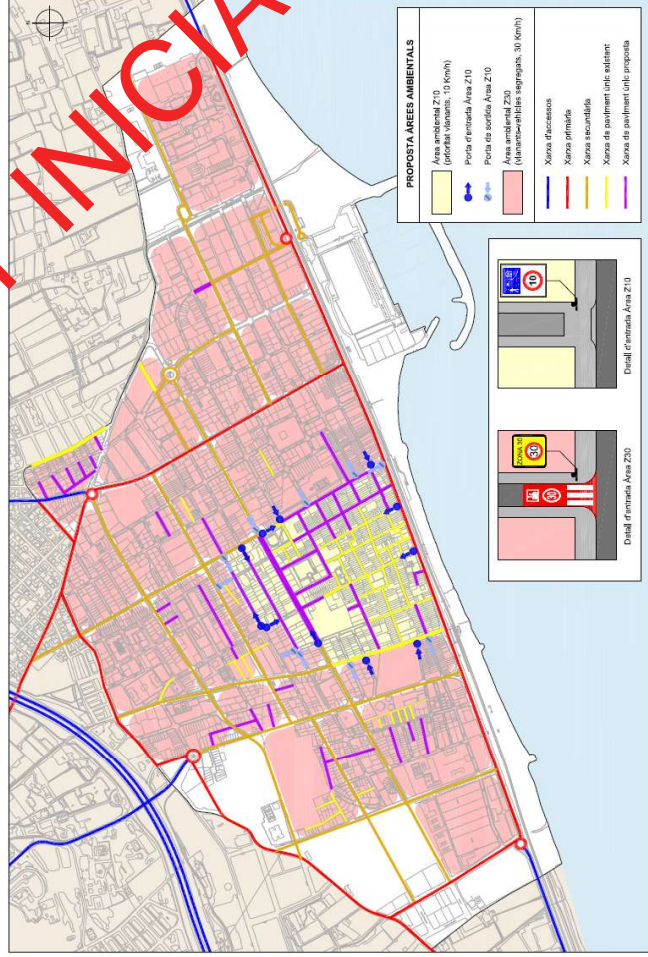 INICIA
N
PROPOSTA ÀREES AMBIENTALS
Àrea ambiental Z10
(prioritat vianants, 10 Km/h)
Porta d'entrada Àrea Z10
Porta de sortida Àrea Z10
Àrea ambiental Z30
(vianants-vehicles segregats, 30 Km/h)
Xarxa d'accessos
Xarxa primària
Xarxa secundària
Xarxa de paviment únic existent
Xarxa de paviment únic proposta
ZONA 30
30
30
Detall d'entrada Àrea Z30
10
Detall d'entrada Àrea Z10